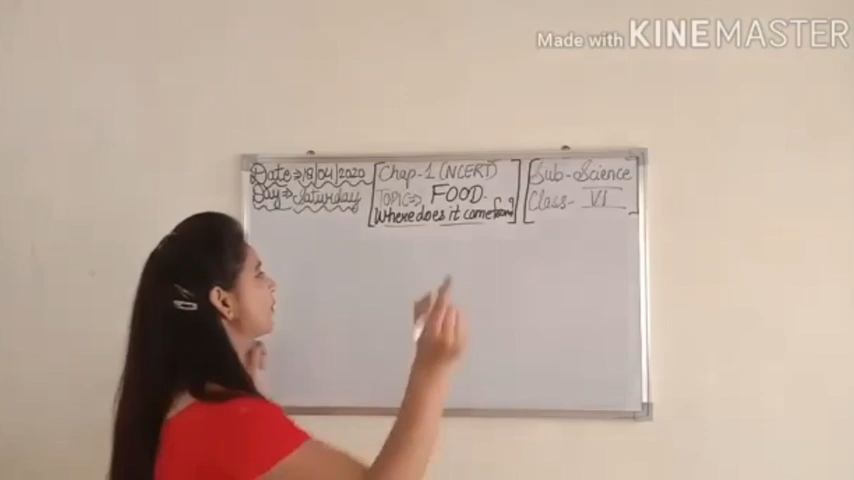 Made with KINEMASTER
Date⇒18/04/2020
Day⇒Saturday
Chap-1 (NCERT)
TOPIC⇒ FOOD.
Where does it come from?
Sub-Science
Class- VI